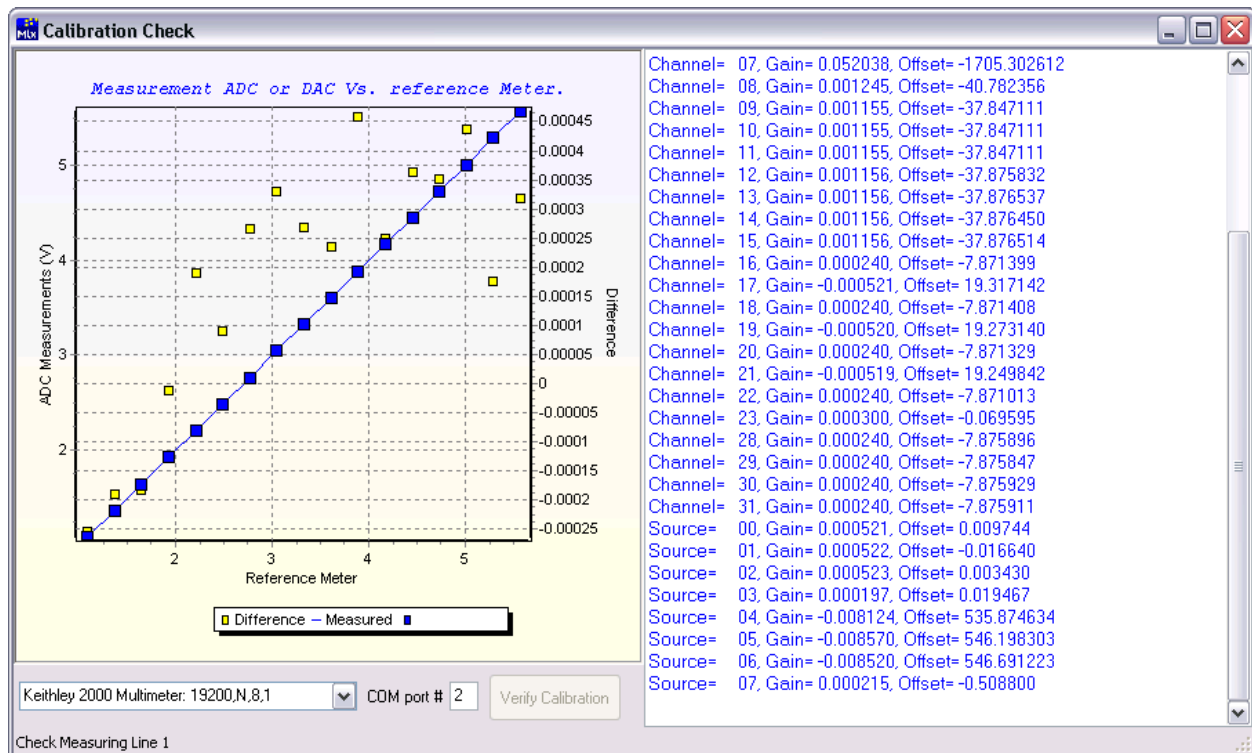 Mlx Calibration Check
Measurement ADC or DAC Vs. reference Meter.
ADC Measurements (V)
5
4
3
2
0.00045
0.0004
0.00035
0.0003
0.00025
0.0002
0.00015
0.0001
0.00005
0
-0.00005
-0.0001
-0.00015
-0.0002
-0.00025
Difference
2 3 4 5
Reference Meter
Difference Measured
Keithley 2000 Multimeter: 19200,N,8,1 COM port # 2 Verify Calibration
Check Measuring Line 1
Channel= 07, Gain= 0.052038, Offset= -1705.302612
Channel= 08, Gain= 0.001245, Offset= -40.782356
Channel= 09, Gain= 0.001155, Offset= -37.847111
Channel= 10, Gain= 0.001155, Offset= -37.847111
Channel= 11, Gain= 0.001155, Offset= -37.847111
Channel= 12, Gain= 0.001156, Offset= -37.875832
Channel= 13, Gain= 0.001156, Offset= -37.876537
Channel= 14, Gain= 0.001156, Offset= -37.876450
Channel= 15, Gain= 0.001156, Offset= -37.876514
Channel= 16, Gain= 0.000240, Offset= -7.871399
Channel= 17, Gain= -0.000521, Offset= 19.317142
Channel= 18, Gain= 0.000240, Offset= -7.871408
Channel= 19, Gain= -0.000520, Offset= 19.273140
Channel= 20, Gain= 0.000240, Offset= -7.871329
Channel= 21, Gain= -0.000519, Offset= 19.249842
Channel= 22, Gain= 0.000240, Offset= -7.871013
Channel= 23, Gain= 0.000300, Offset= -0.069595
Channel= 28, Gain= 0.000240, Offset= -7.875896
Channel= 29, Gain= 0.000240, Offset= -7.875847
Channel= 30, Gain= 0.000240, Offset= -7.875929
Channel= 31, Gain= 0.000240, Offset= -7.875911
Source= 00, Gain= 0.000521, Offset= 0.009744
Source= 01, Gain= 0.000522, Offset= -0.016640
Source= 02, Gain= 0.000523, Offset= 0.003430
Source= 03, Gain= 0.000197, Offset= 0.019467
Source= 04, Gain= -0.008124, Offset= 535.874634
Source= 05, Gain= -0.008570, Offset= 546.198303
Source= 06, Gain= -0.008520, Offset= 546.691223
Source= 07, Gain= 0.000215, Offset= -0.508800